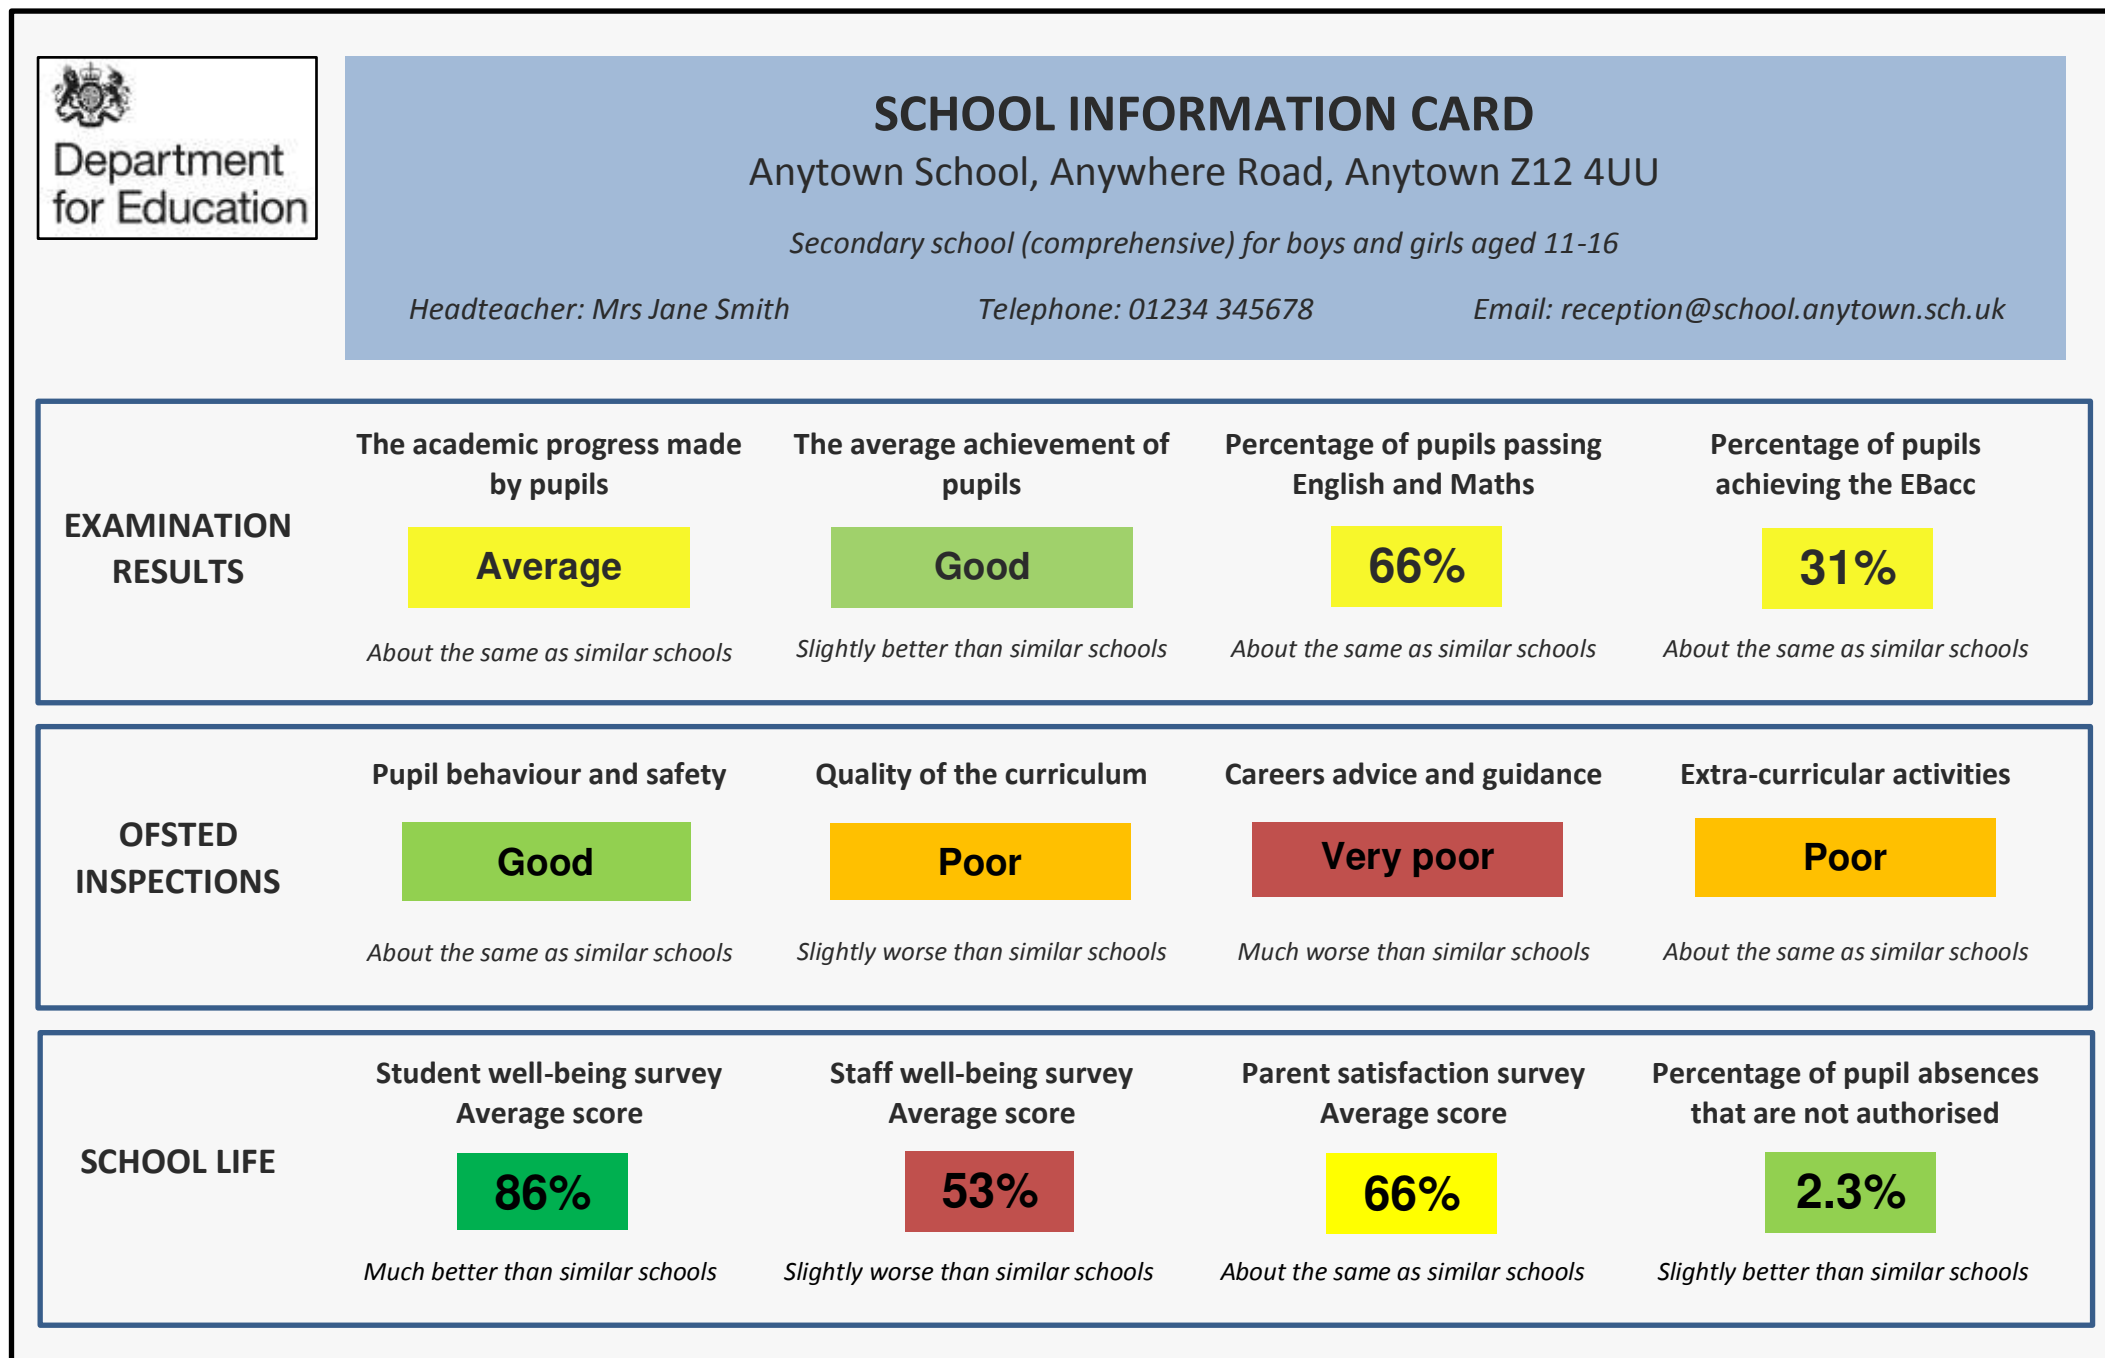 Department
for Education
SCHOOL INFORMATION CARD
Anytown School, Anywhere Road, Anytown Z12 4UU
Secondary school (comprehensive) for boys and girls aged 11-16
Headteacher: Mrs Jane Smith Telephone: 01234 345678 Email: reception@school.anytown.sch.uk
EXAMINATION
RESULTS
The academic progress made
by pupils
Average
About the same as similar schools
The average achievement of
pupils
Good
Slightly better than similar schools
Percentage of pupils passing
English and Maths
66%
About the same as similar schools
Percentage of pupils
achieving the EBacc
31%
About the same as similar schools
OFSTED
INSPECTIONS
Pupil behaviour and safety
Good
About the same as similar schools
Quality of the curriculum
Poor
Slightly worse than similar schools
Careers advice and guidance
Very poor
Much worse than similar schools
Extra-curricular activities
Poor
About the same as similar schools
SCHOOL LIFE
Student well-being survey
Average score
86%
Much better than similar schools
Staff well-being survey
Average score
53%
Slightly worse than similar schools
Parent satisfaction survey
Average score
66%
About the same as similar schools
Percentage of pupil absences
that are not authorised
2.3%
Slightly better than similar schools